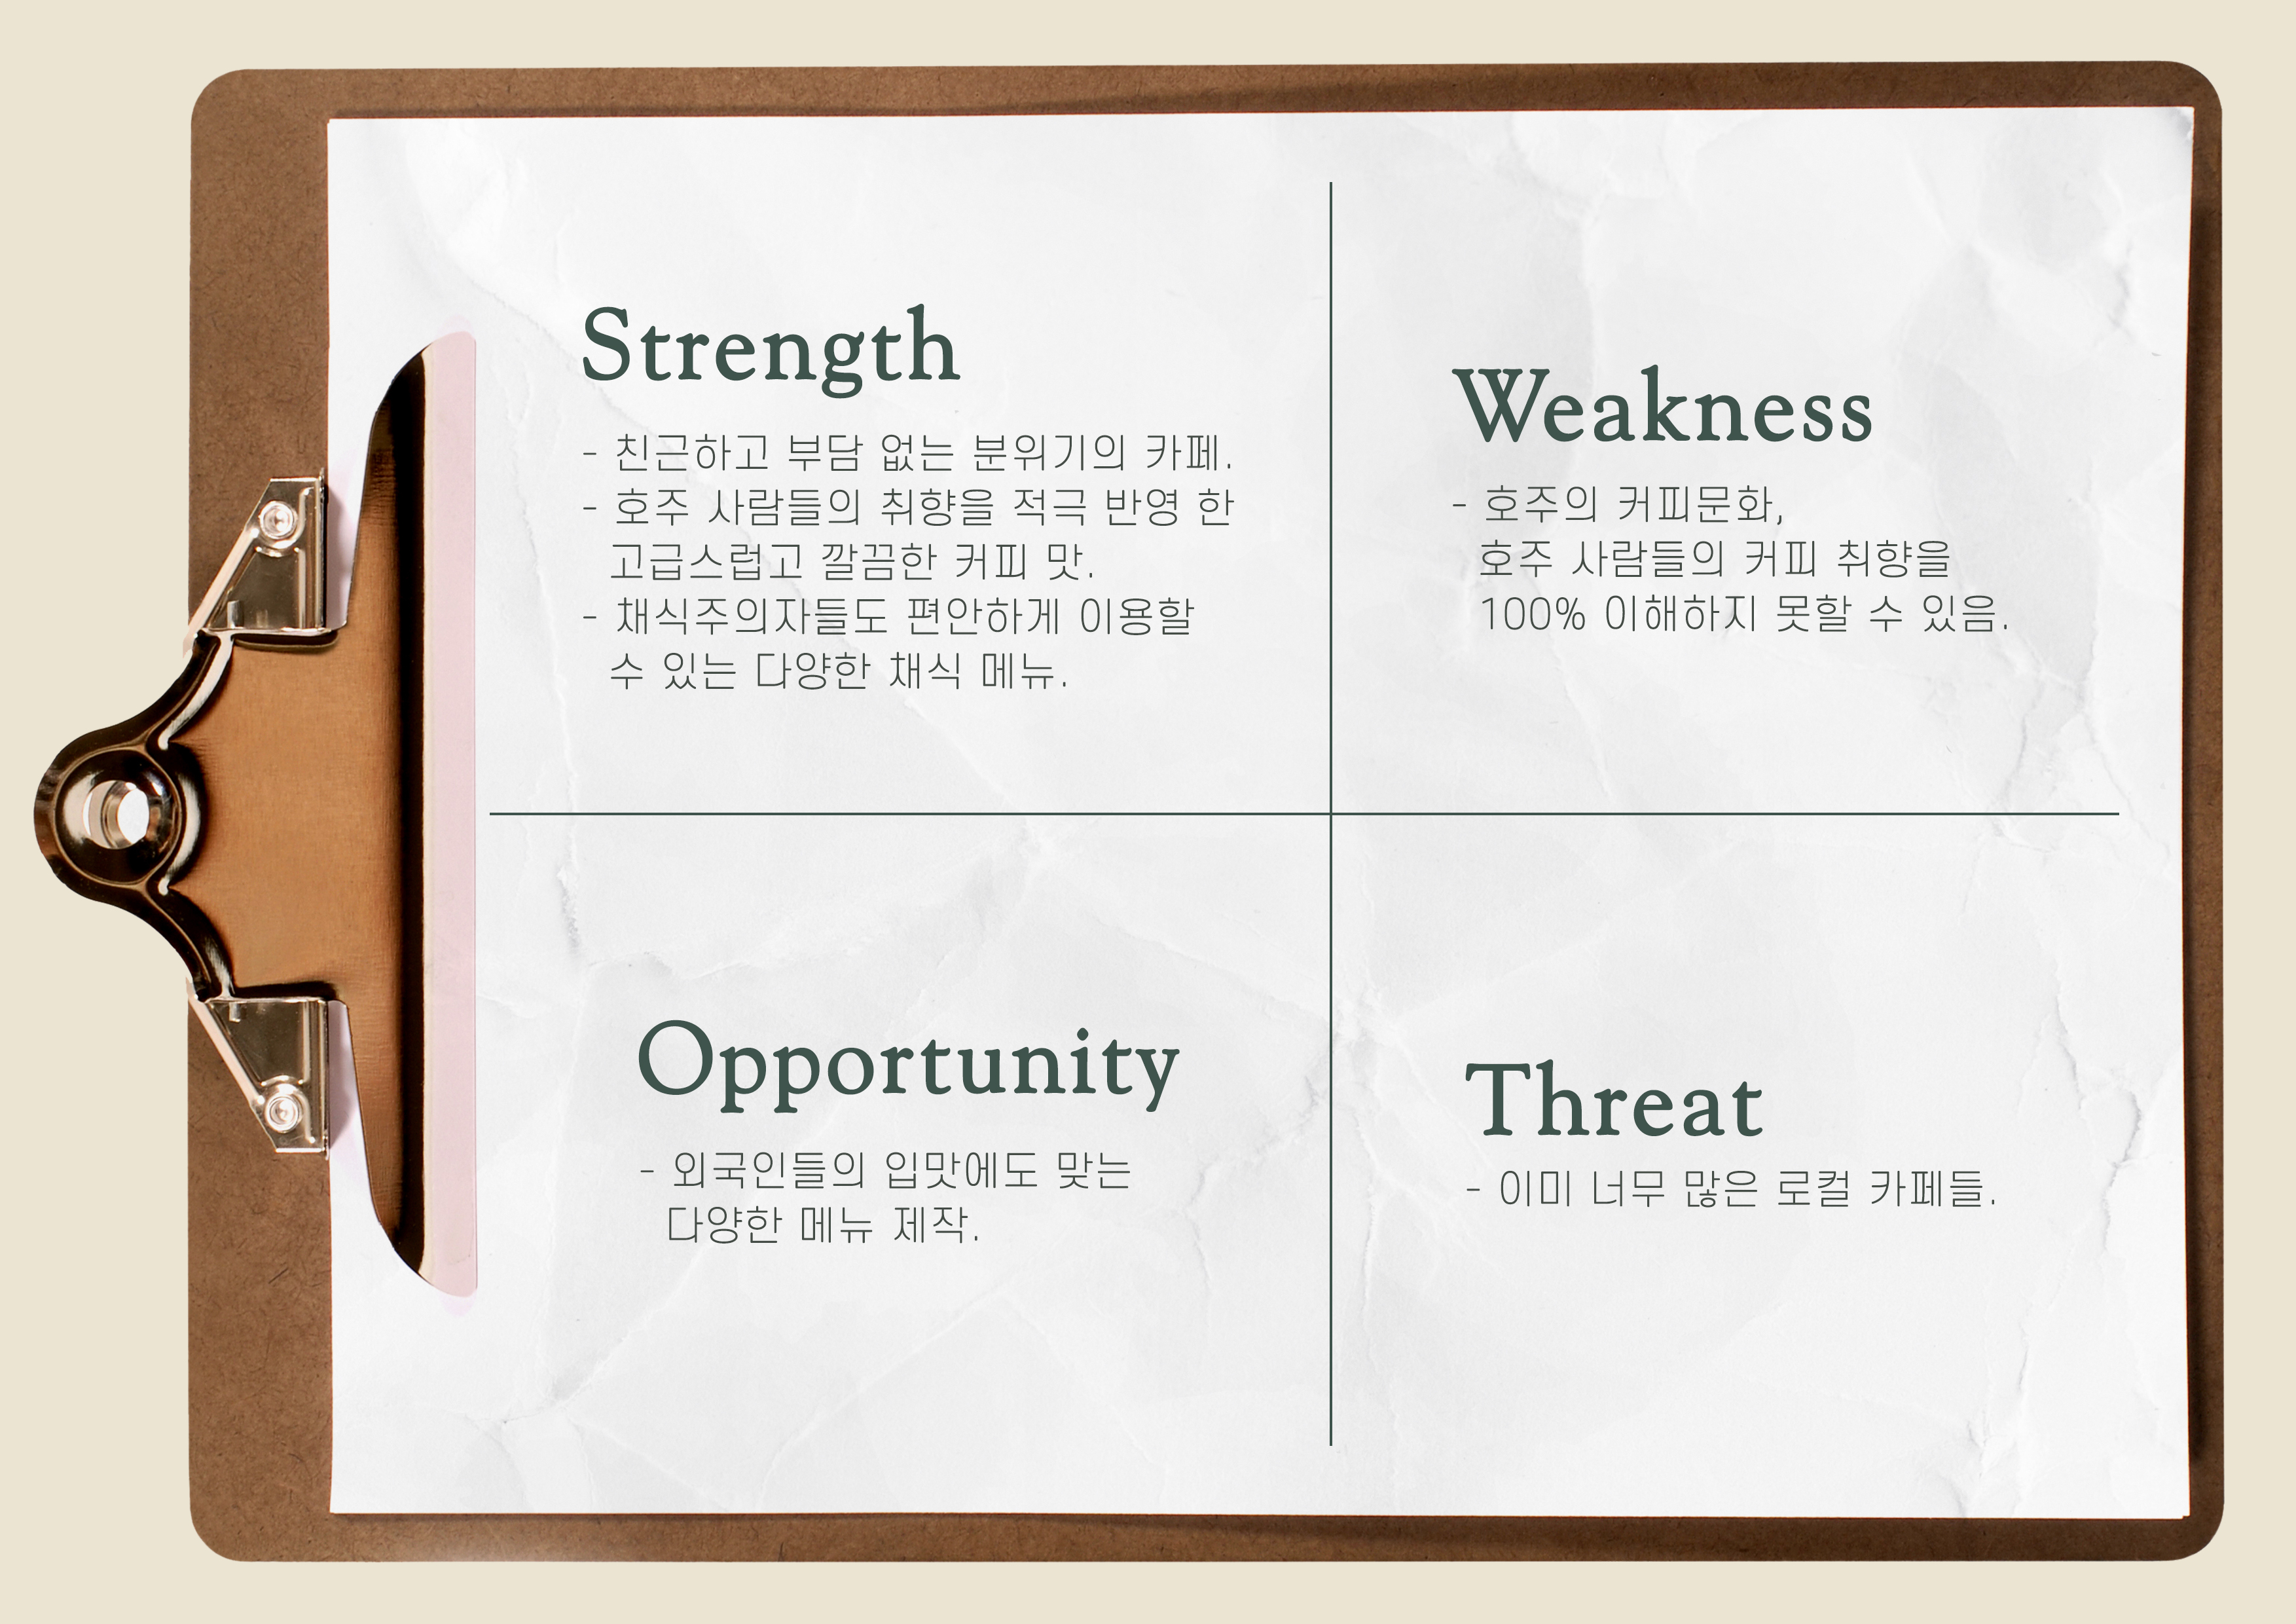 Strength
- 친근하고 부담 없는 분위기의 카페.
- 호주 사람들의 취향을 적극 반영 한
고급스럽고 깔끔한 커피 맛.
- 채식주의자들도 편안하게 이용할
수 있는 다양한 채식 메뉴.
Weakness
- 호주의 커피문화,
호주 사람들의 커피 취향을
100% 이해하지 못할 수 있음.
Opportunity
- 외국인들의 입맛에도 맞는
다양한 메뉴 제작.
Threat
- 이미 너무 많은 로컬 카페들.